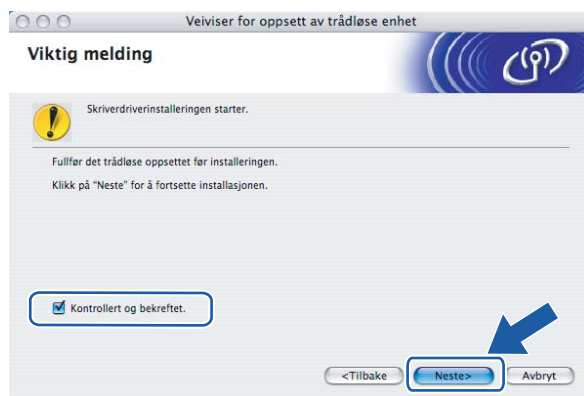 Veiviser for oppsett av trådløse enhet
Viktig melding
Skriverdriverinstalleringen starter.
Fullfør det trådløse oppsettet før installeringen.
Klikk på "Neste" for å fortsette installasjonen.
Kontrollert og bekreftet.
<Tilbake Neste> Avbryt